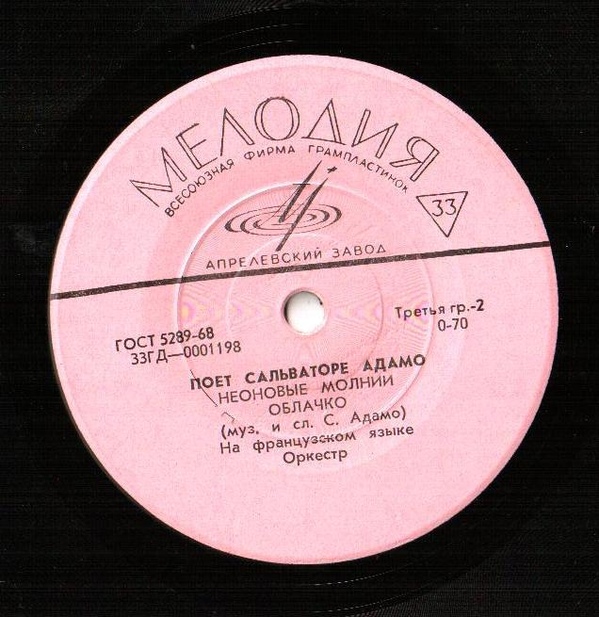 МЕЛОДИЯ
ВСЕСОЮЗНАЯ ФИРМА ГРАМПЛАСТИНОК
33
АПРЕЛЕВСКИЙ ЗАВОД
ГОСТ 5289-68
33ГД—0001198
Третья гр.-2
0-70
ПОЕТ САЛЬВАТОРЕ АДАМО
НЕОНОВЫЕ МОЛНИИ
ОБЛАЧКО
(муз. и сл. С. Адамо)
На французском языке
Оркестр